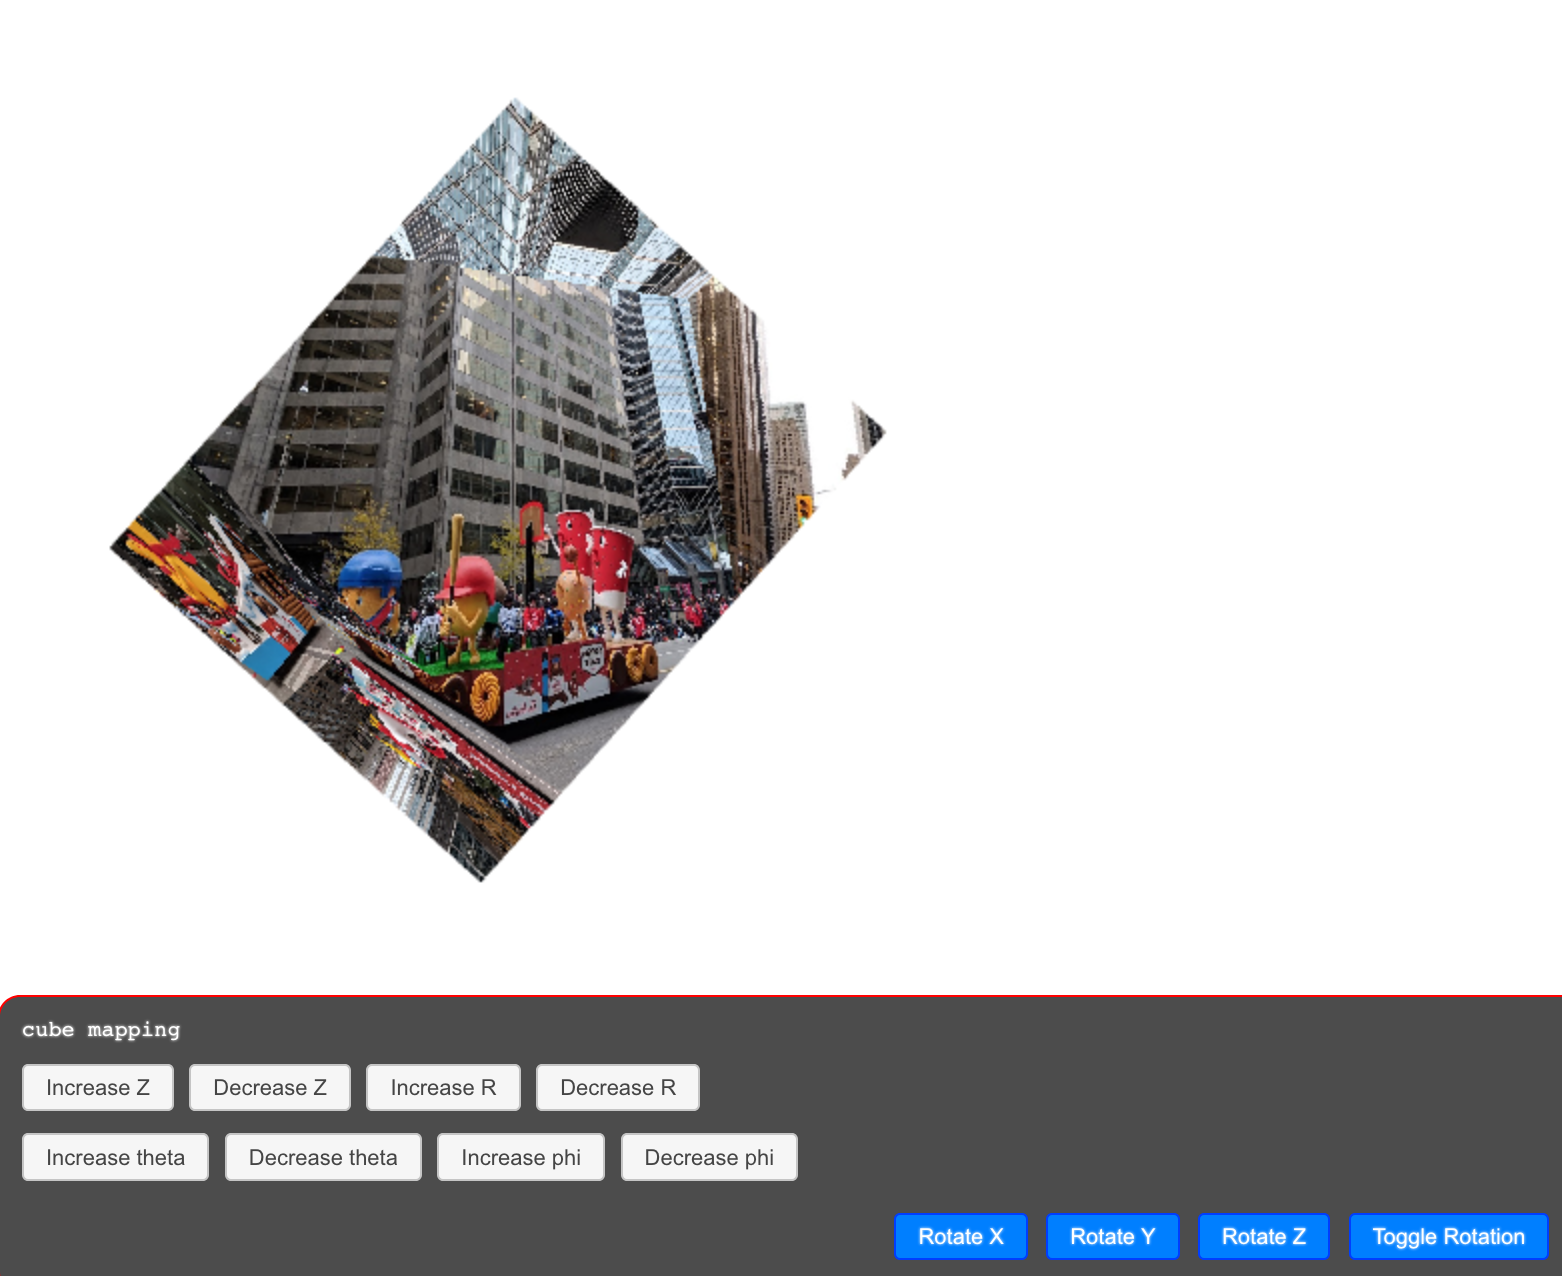 cube mapping
Increase Z
Decrease Z
Increase R
Decrease R
Increase theta
Decrease theta
Increase phi
Decrease phi
Rotate X
Rotate Y
Rotate Z
Toggle Rotation